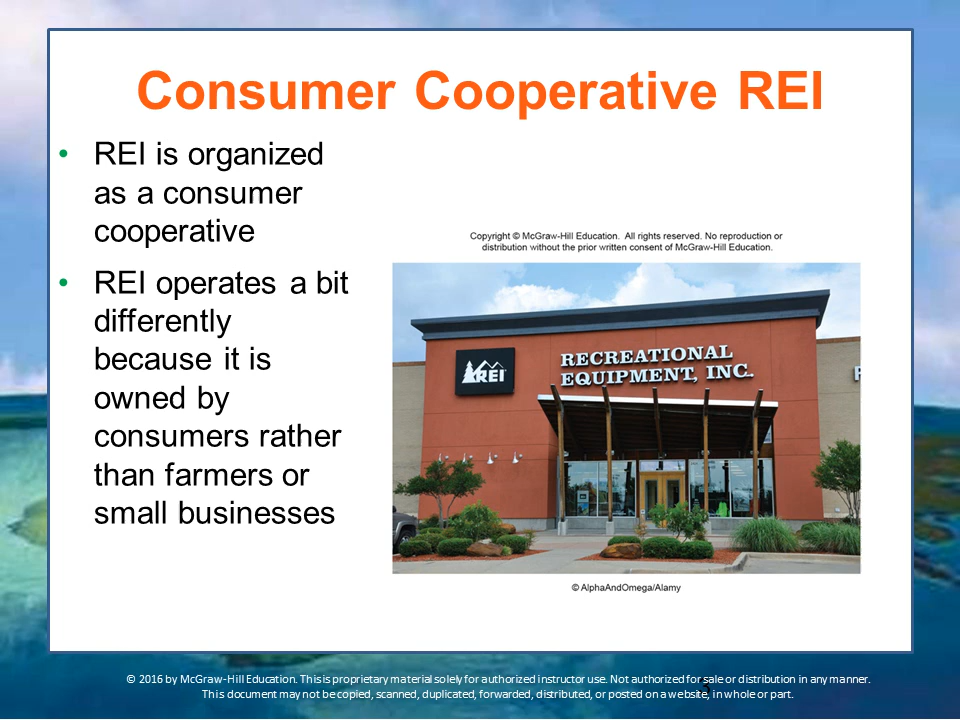 Consumer Cooperative REI
• REI is organized
as a consumer
cooperative
• REI operates a bit
differently
because it is
owned by
consumers rather
than farmers or
small businesses
Copyright © McGraw-Hill Education. All rights reserved. No reproduction or
distribution without the prior written consent of McGraw-Hill Education.
REI
RECREATIONAL
EQUIPMENT, INC.
© AlphaAndOmega/Alamy
© 2016 by McGraw-Hill Education. This is proprietary material solely for authorized instructor use. Not authorized for sale or distribution in any manner.
This document may not be copied, scanned, duplicated, forwarded, distributed, or posted on a website, in whole or part.